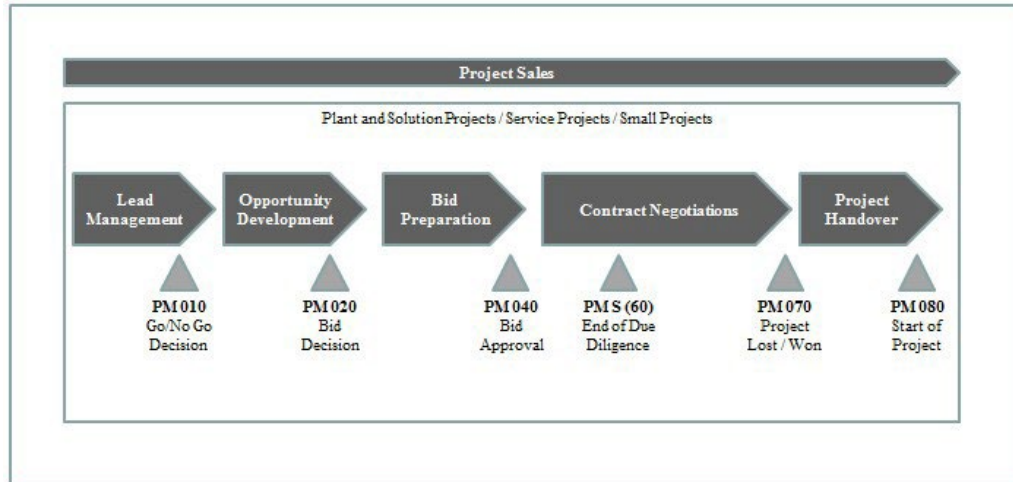 Project Sales
Plant and Solution Projects / Service Projects / Small Projects
Lead
Management
Opportunity
Development
Bid
Preparation
Contract Negotiations
Project
Handover
PM 010
Go/No Go
Decision
PM 020
Bid
Decision
PM 040
Bid
Approval
PM S (60)
End of Due
Diligence
PM 070
Project
Lost / Won
PM 080
Start of
Project